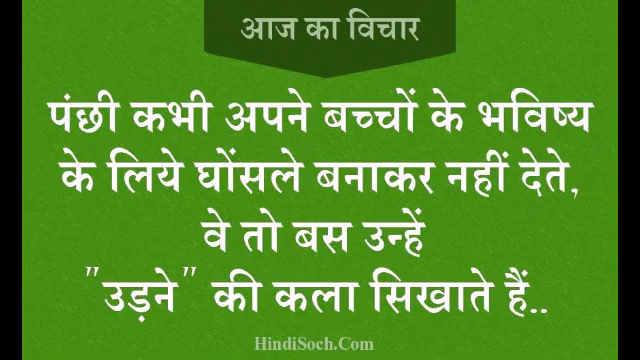 आज का विचार
पंछी कभी अपने बच्चों के भविष्य
के लिये घोंसले बनाकर नहीं देते,
वे तो बस उन्हें
"उड़ने" की कला सिखाते हैं..
HindiSoch.Com